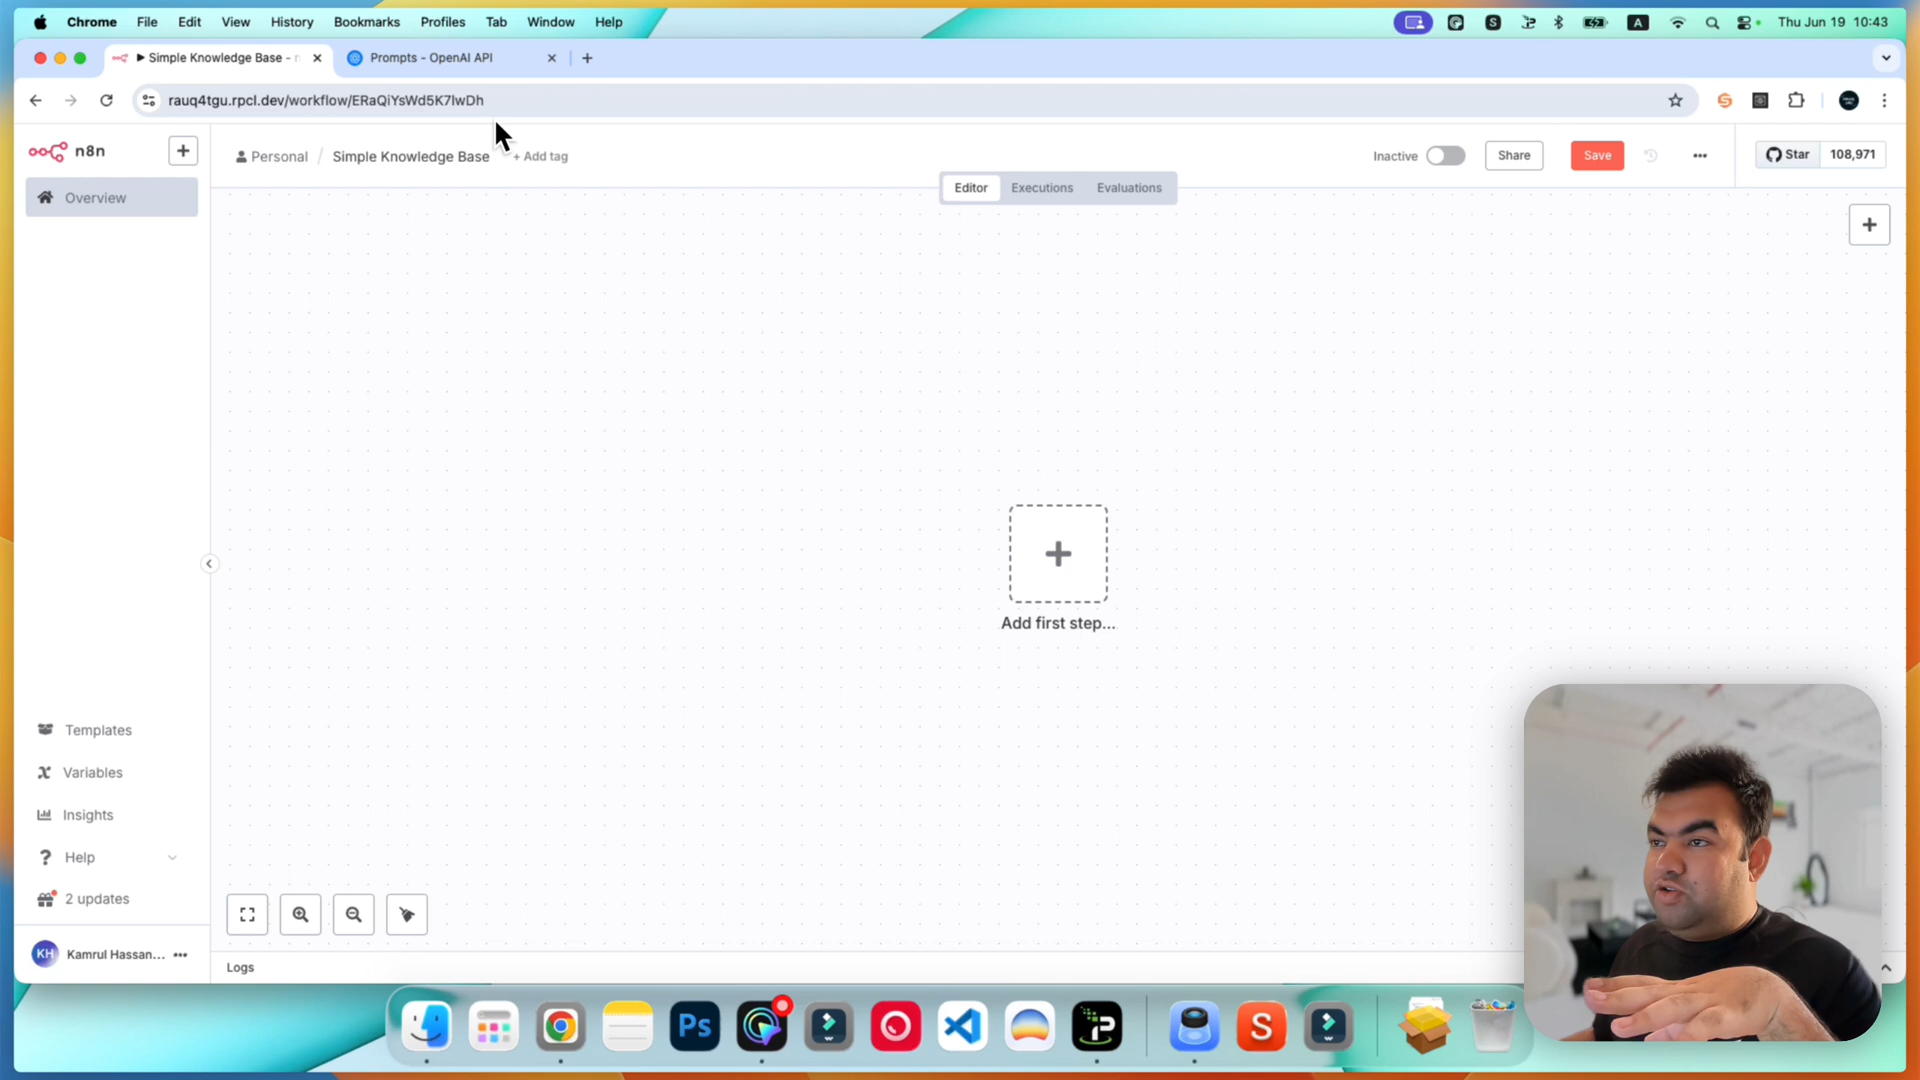 Chrome File Edit View History Bookmarks Profiles Tab Window Help
S A Thu Jun 19 10:43
Simple Knowledge Base - n
Prompts - OpenAI API
rauq4tgu.rpcl.dev/workflow/ERaQiYsWd5K7IwDh
n8n
Personal / Simple Knowledge Base + Add tag
Inactive
Share
Save
Star 108,971
Editor Executions Evaluations
Overview
Add first step...
Templates
Variables
Insights
? Help
2 updates
KH Kamrul Hassan...
Logs
Ps
S